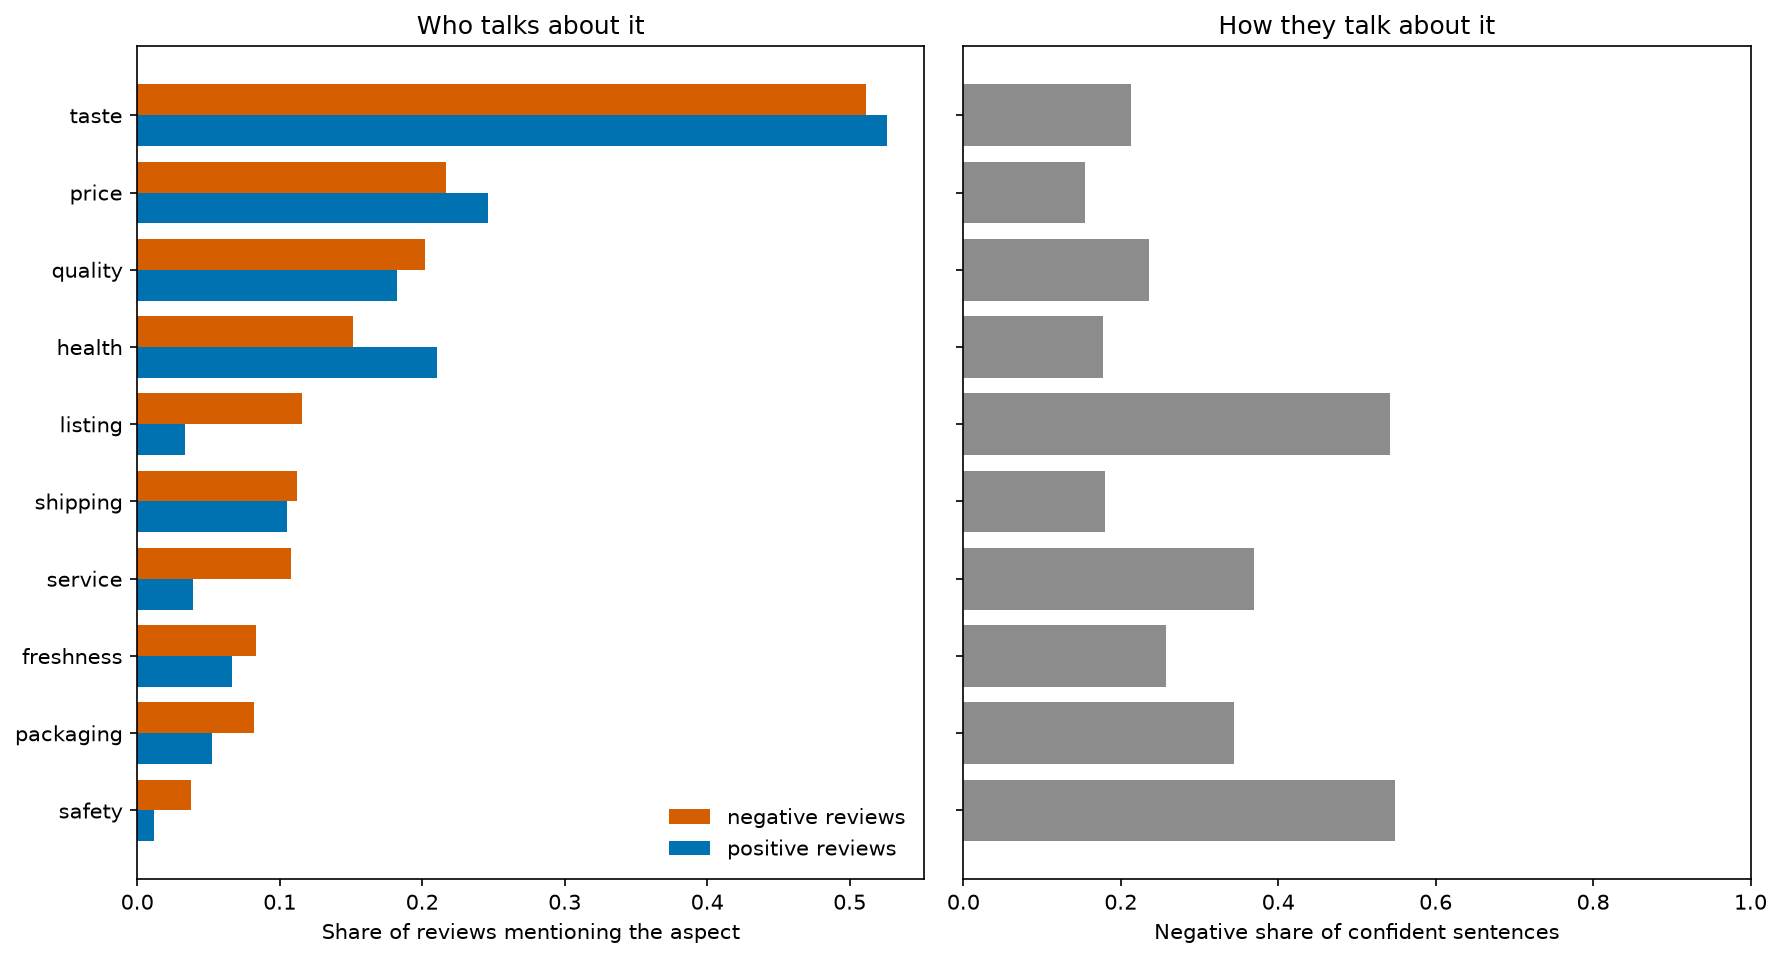 Who talks about it
How they talk about it
taste
price
quality
health
listing
shipping
service
freshness
packaging
safety
negative reviews
positive reviews
0.0 0.1 0.2 0.3 0.4 0.5
0.0 0.2 0.4 0.6 0.8 1.0
Share of reviews mentioning the aspect
Negative share of confident sentences